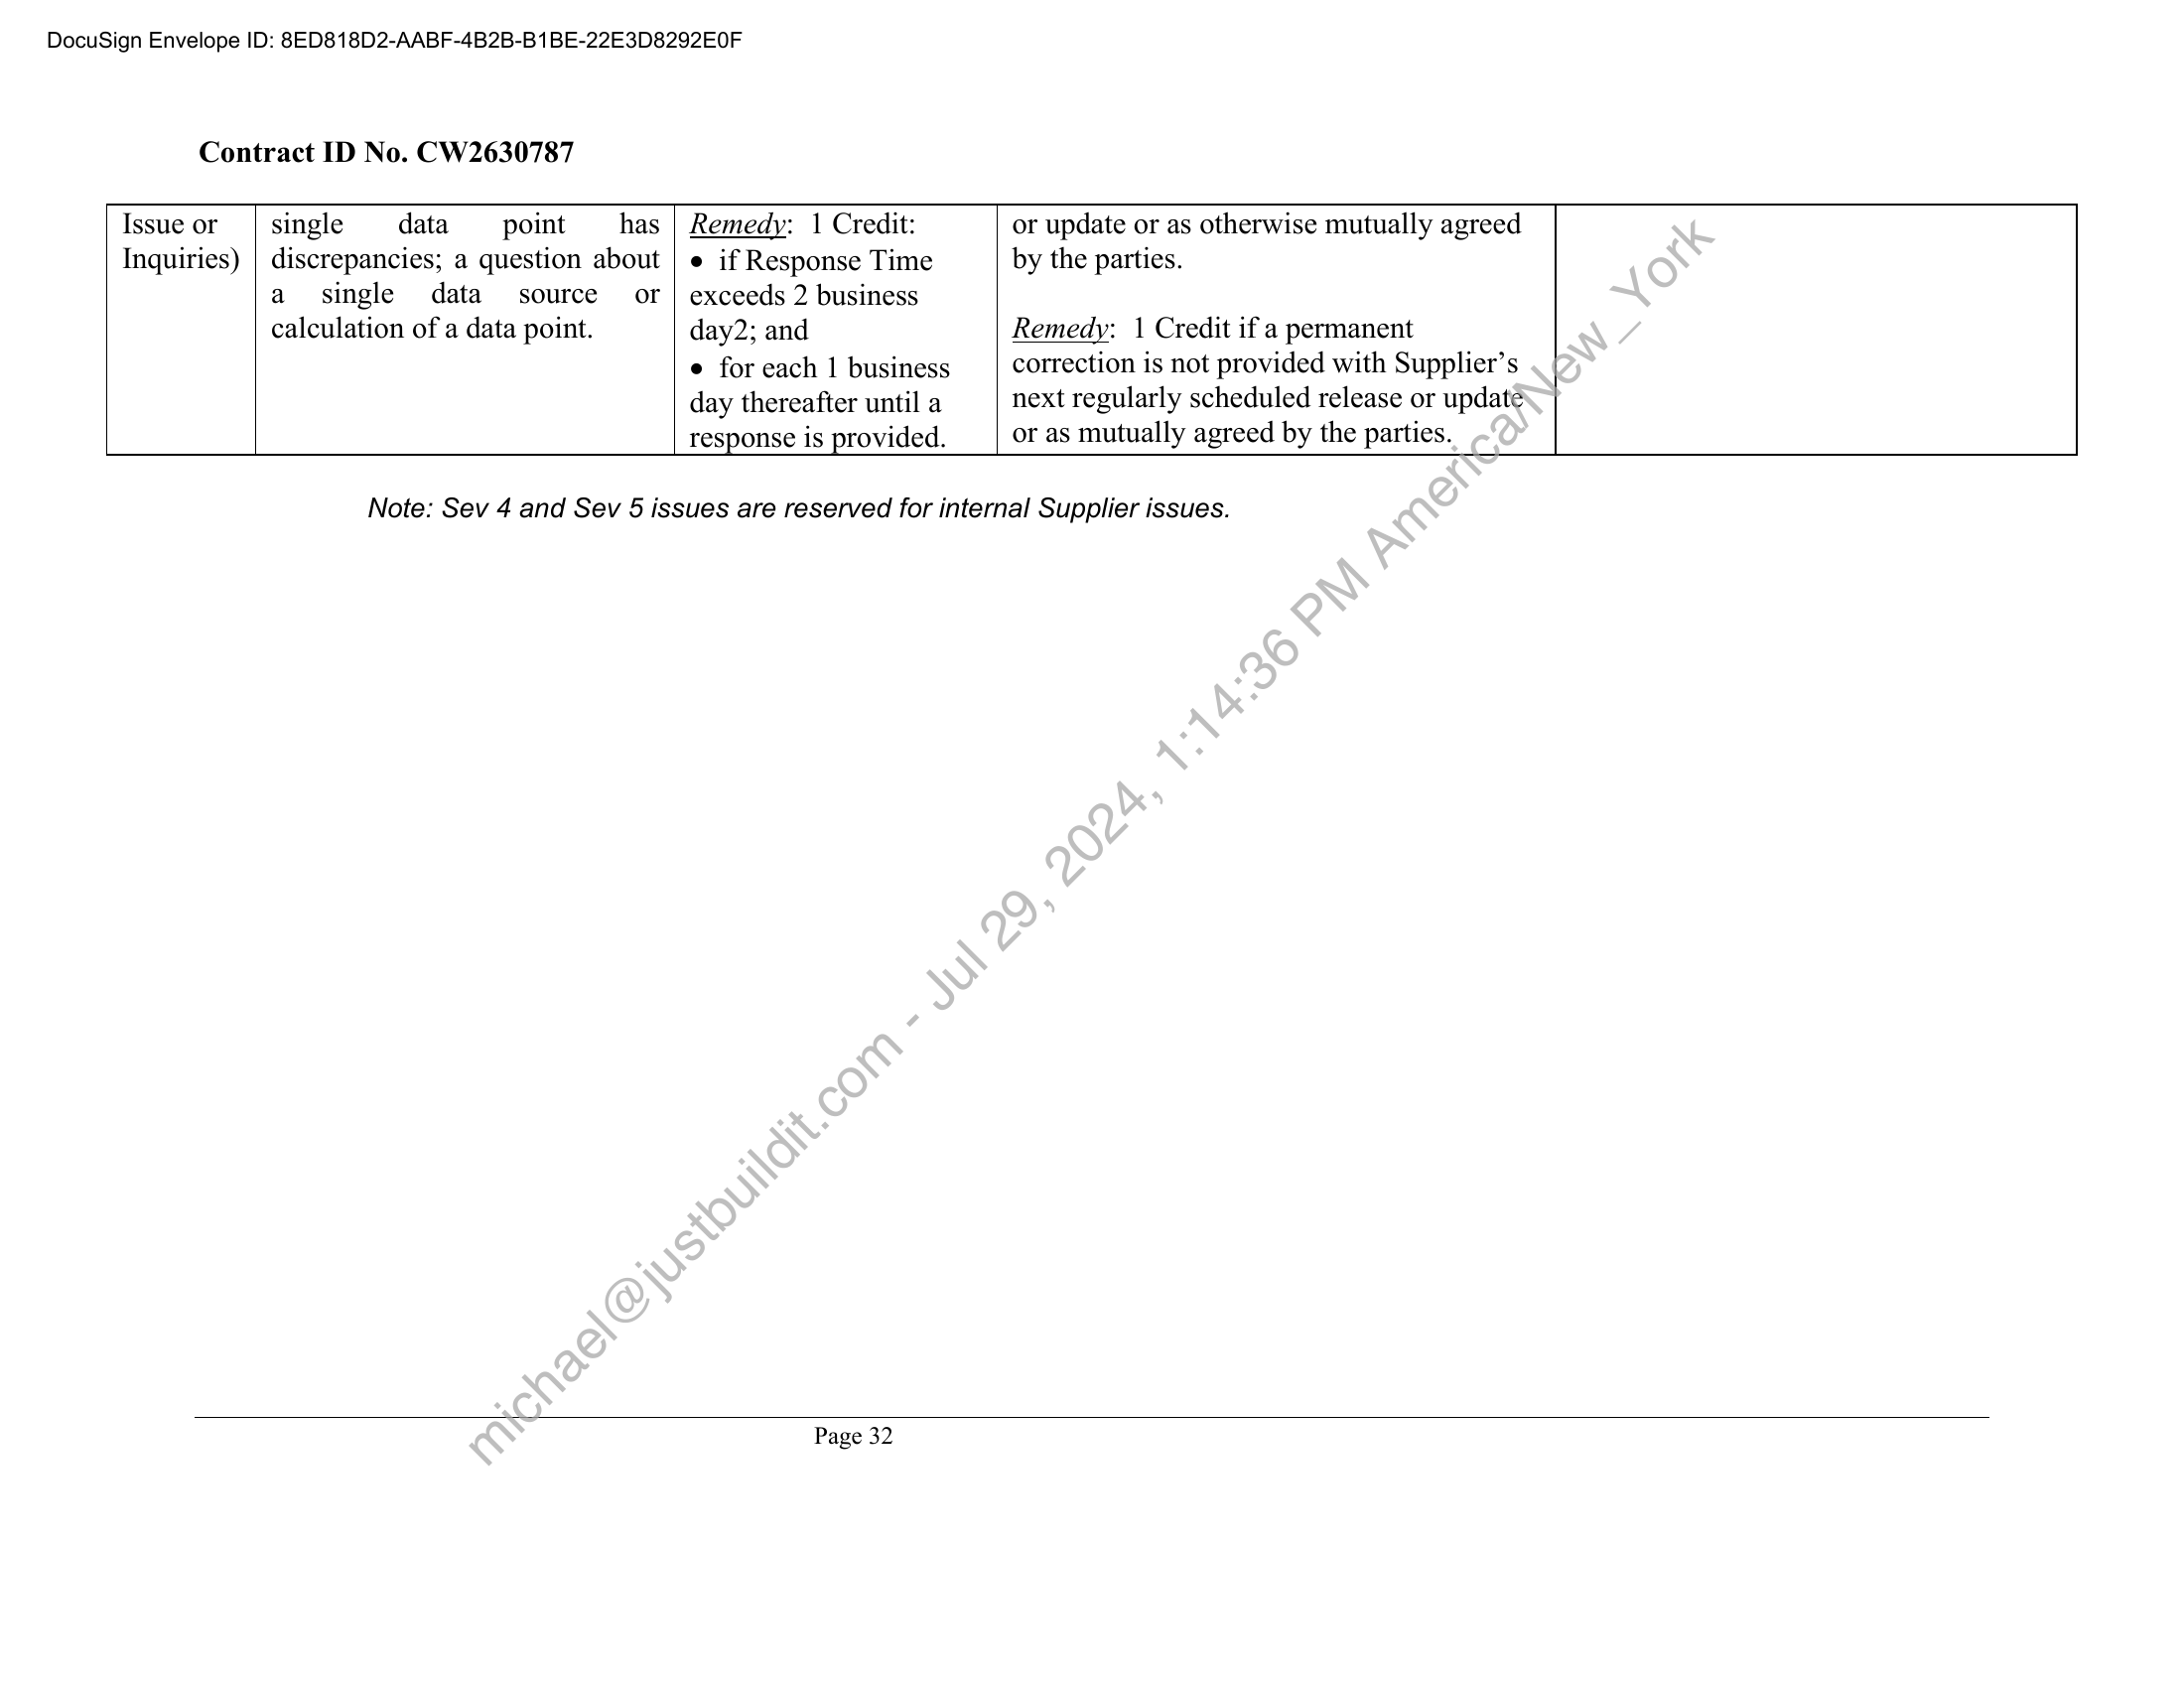 DocuSign Envelope ID: 8ED818D2-AABF-4B2B-B1BE-22E3D8292E0F
Contract ID No. CW2630787
Issue or
Inquiries)
single data point has
discrepancies; a question about
a single data source or
calculation of a data point.
Remedy: 1 Credit:
• if Response Time
exceeds 2 business
day2; and
• for each 1 business
day thereafter until a
response is provided.
or update or as otherwise mutually agreed
by the parties.
Remedy: 1 Credit if a permanent
correction is not provided with Supplier’s
next regularly scheduled release or update
or as mutually agreed by the parties.
Note: Sev 4 and Sev 5 issues are reserved for internal Supplier issues.
michael@justbuildit.com - Jul 29, 2024, 1:14:36 PM America/New_York
Page 32